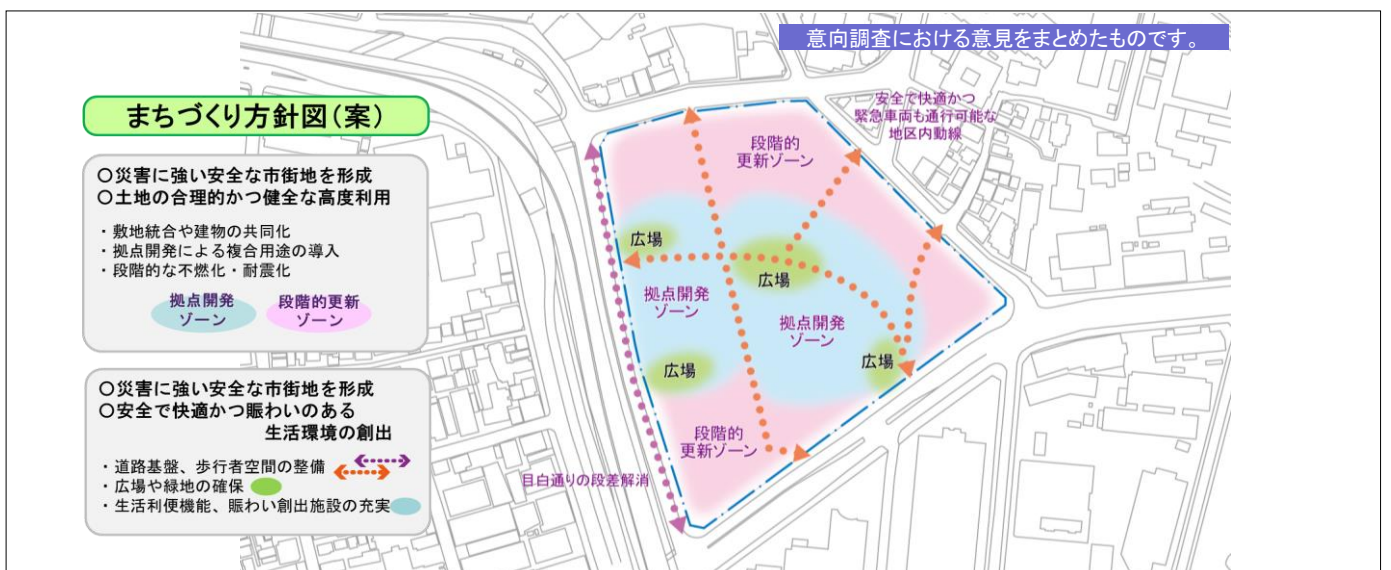 意向調査における意見をまとめたものです。
まちづくり方針図(案)
○災害に強い安全な市街地を形成
○土地の合理的かつ健全な高度利用
・敷地統合や建物の共同化
・拠点開発による複合用途の導入
・段階的な不燃化・耐震化
拠点開発
ゾーン
段階的更新
ゾーン
○災害に強い安全な市街地を形成
○安全で快適かつ賑わいのある
生活環境の創出
・道路基盤、歩行者空間の整備
・広場や緑地の確保
・生活利便機能、賑わい創出施設の充実
安全で快適かつ
緊急車両も通行可能な
地区内動線
段階的
更新ゾーン
広場
広場
拠点開発
ゾーン
拠点開発
ゾーン
広場
広場
段階的
更新ゾーン
目白通りの段差解消